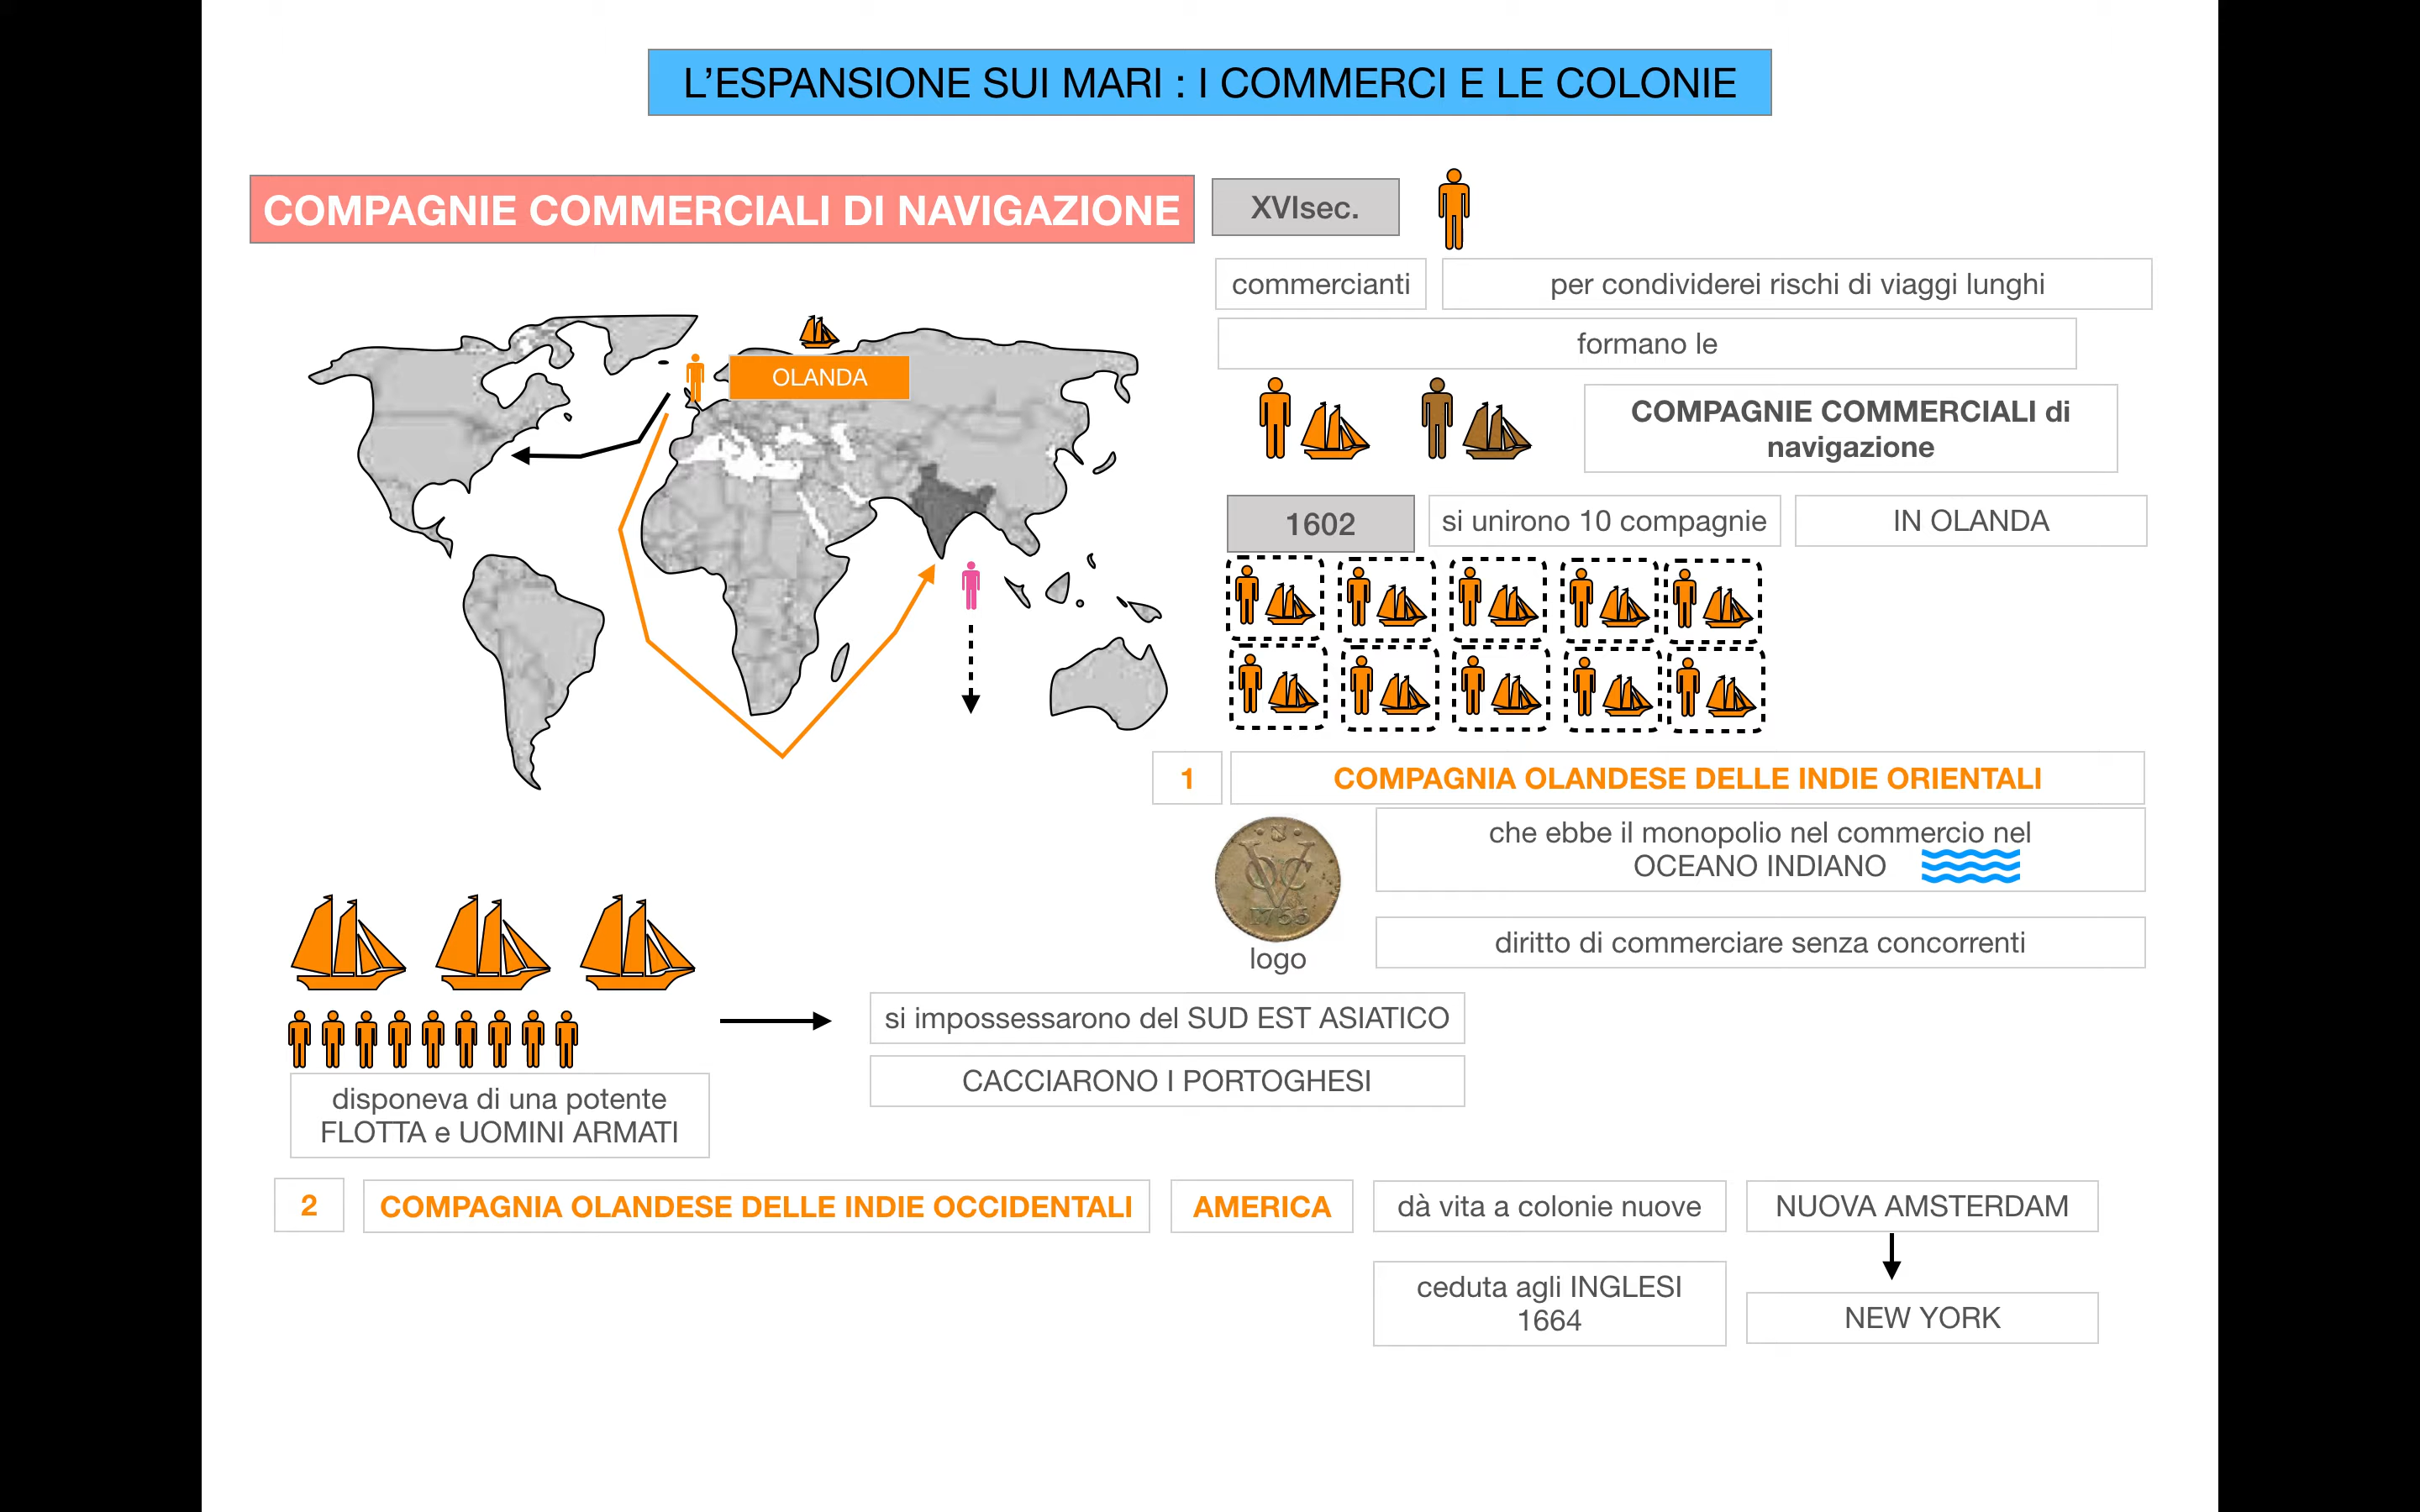 L’ESPANSIONE SUI MARI : I COMMERCI E LE COLONIE
COMPAGNIE COMMERCIALI DI NAVIGAZIONE
XVIsec.
commercianti
per condividerei rischi di viaggi lunghi
formano le
OLANDA
COMPAGNIE COMMERCIALI di
navigazione
1602
si unirono 10 compagnie
IN OLANDA
1
COMPAGNIA OLANDESE DELLE INDIE ORIENTALI
che ebbe il monopolio nel commercio nel
OCEANO INDIANO
N
VOC
1755
logo
diritto di commerciare senza concorrenti
si impossessarono del SUD EST ASIATICO
CACCIARONO I PORTOGHESI
disponeva di una potente
FLOTTA e UOMINI ARMATI
2
COMPAGNIA OLANDESE DELLE INDIE OCCIDENTALI
AMERICA
dà vita a colonie nuove
NUOVA AMSTERDAM
ceduta agli INGLESI
1664
NEW YORK